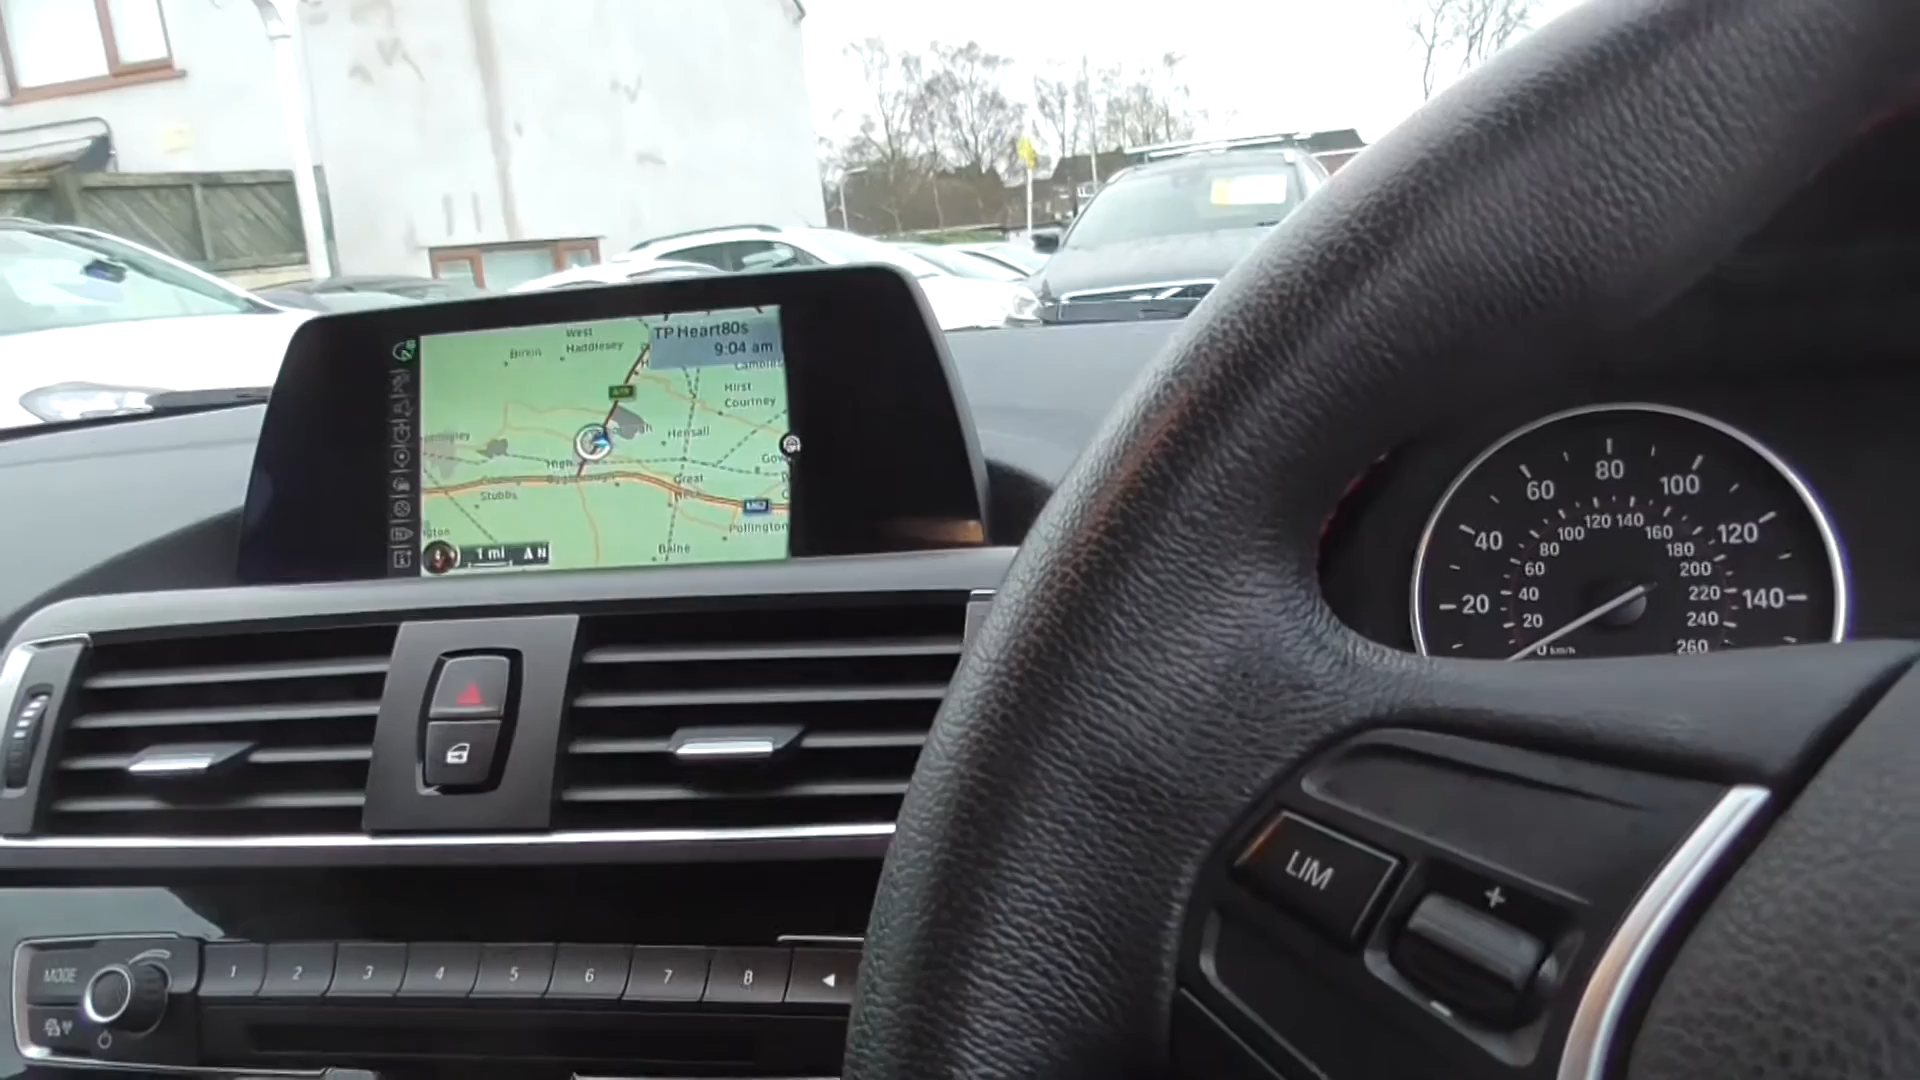 TP Heart80s
9:04 am
West
Haddlesey
Birkin
Hirst
Courtney
Hensall
High
Great
Stubbs
Pollington
1 mi
N
60
80
100
120
40
20
140
100
120
140
160
80
180
60
200
40
220
20
240
0 km/h
260
LIM
+
MODE
1
2
3
4
5
6
7
8